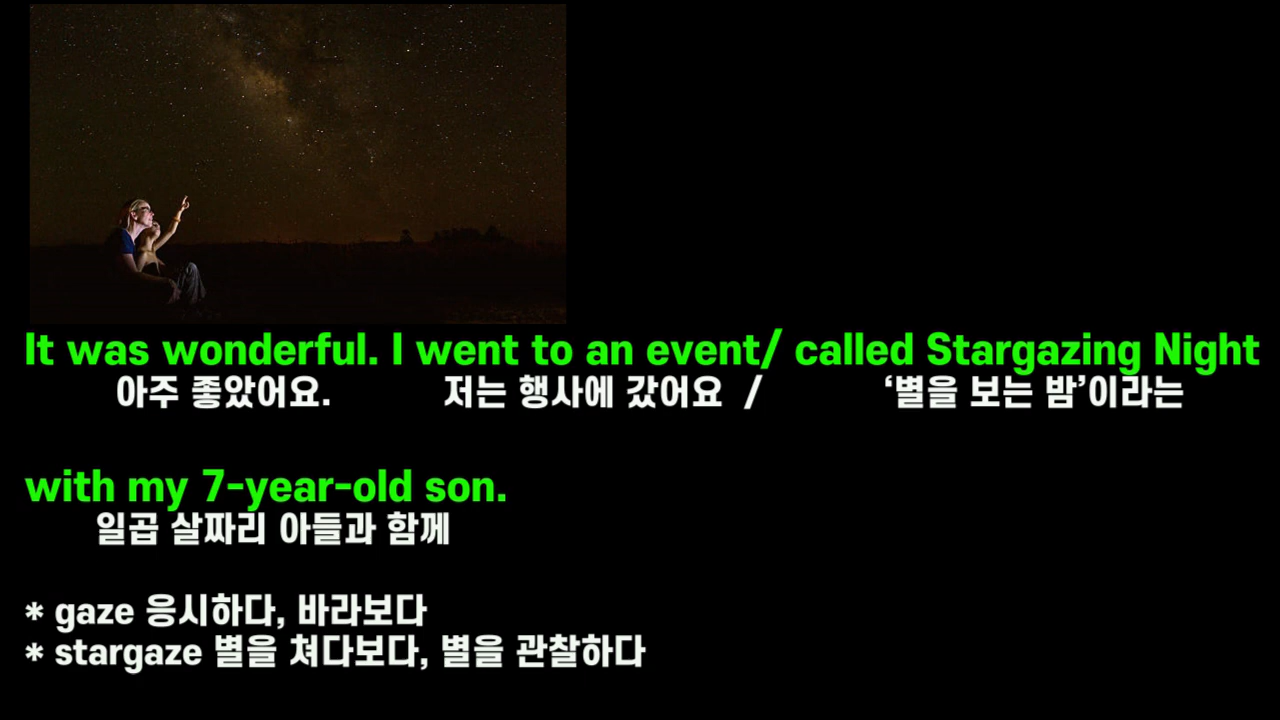 It was wonderful. I went to an event/ called Stargazing Night
아주 좋았어요. 저는 행사에 갔어요 / ‘별을 보는 밤’이라는
with my 7-year-old son.
일곱 살짜리 아들과 함께
* gaze 응시하다, 바라보다
* stargaze 별을 쳐다보다, 별을 관찰하다